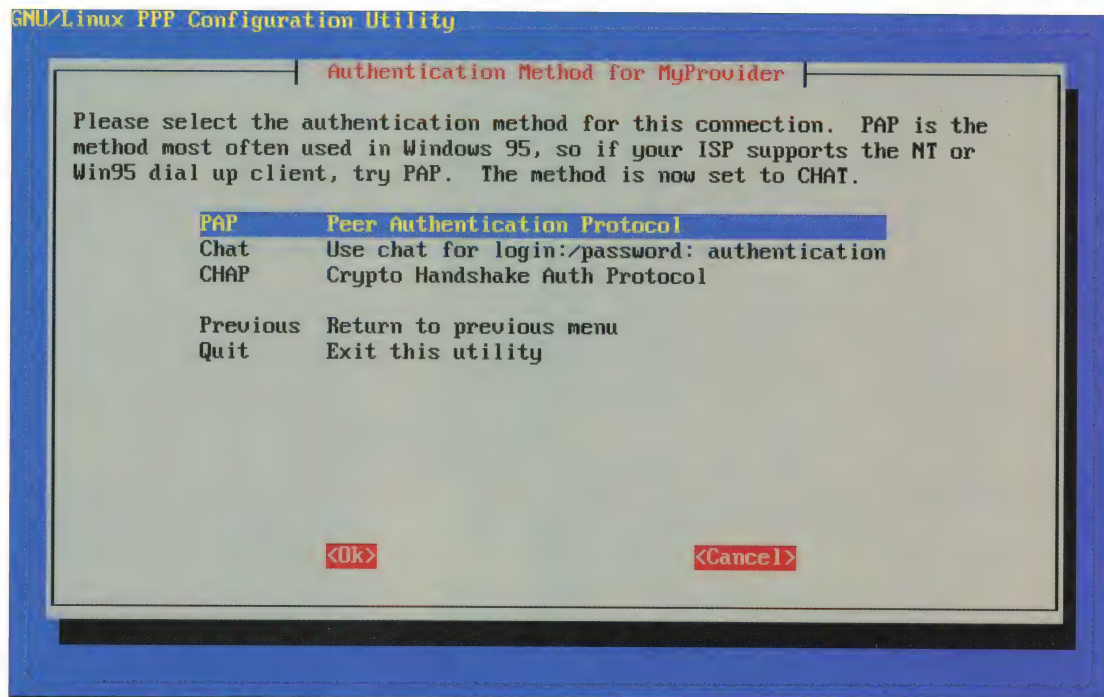 GNU/Linux PPP Configuration Utility
Authentication Method for MyProvider
Please select the authentication method for this connection.  PAP is the
method most often used in Windows 95, so if your ISP supports the NT or
Win95 dial up client, try PAP.  The method is now set to CHAT.
PAP Peer Authentication Protocol
Chat Use chat for login:/password: authentication
CHAP Crypto Handshake Auth Protocol
Previous Return to previous menu
Quit Exit this utility
<Ok> <Cancel>